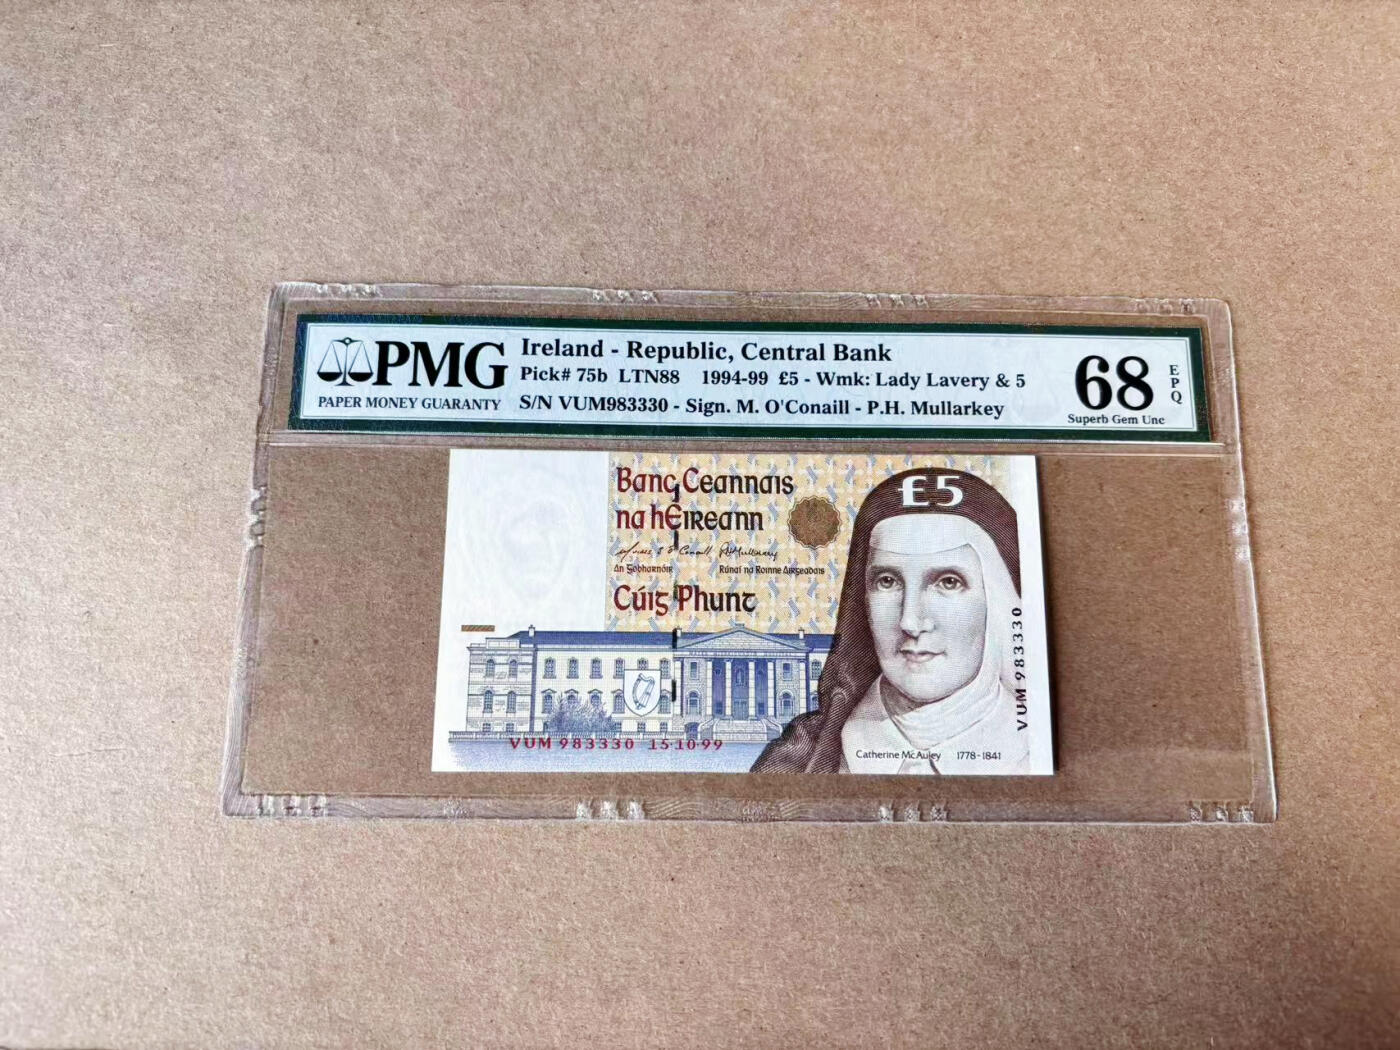 PMG
PAPER MONEY GUARANTY
Ireland - Republic, Central Bank
Pick# 75b LTN88 1994-99 £5 - Wmk: Lady Lavery & 5
S/N VUM983330 - Sign. M. O'Conaill - P.H. Mullarkey
68
EPQ
Superb Gem Unc
Banc Ceannais
na hÉireann
An Gobharnóir Rúnaí na Roinne Airgeadais
Cúig Phunt
£5
VUM 983330
VUM 983330 15·10·99
Catherine McAuley 1778-1841